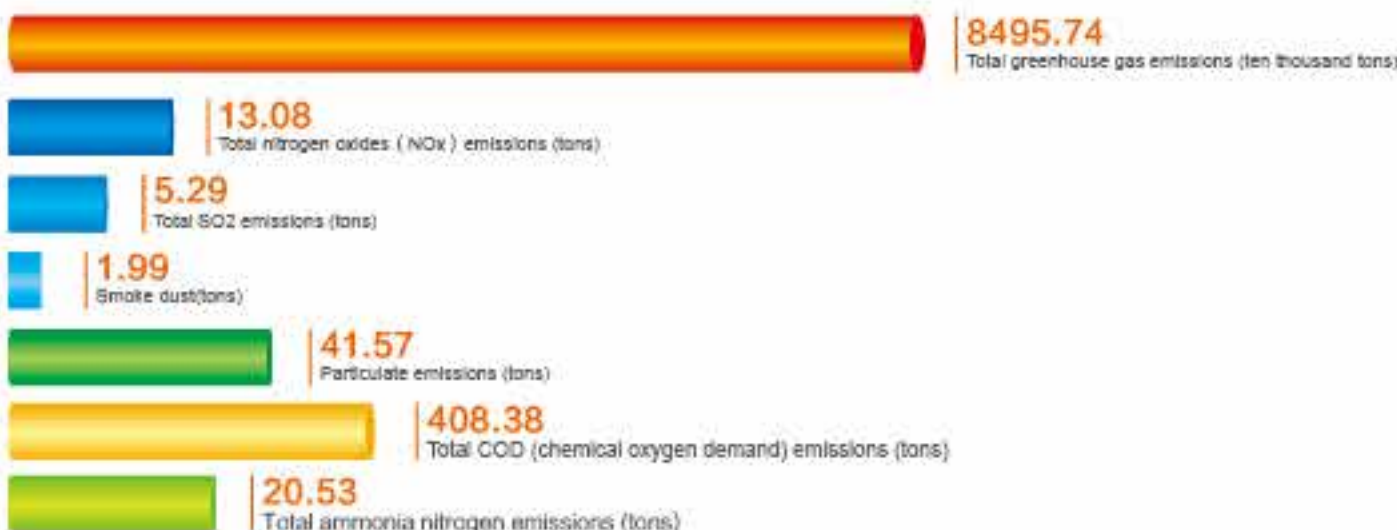 8495.74
Total greenhouse gas emissions (ten thousand tons)
13.08
Total nitrogen oxides ( NOx ) emissions (tons)
5.29
Total SO2 emissions (tons)
1.99
Smoke dust(tons)
41.57
Particulate emissions (tons)
408.38
Total COD (chemical oxygen demand) emissions (tons)
20.53
Total ammonia nitrogen emissions (tons)